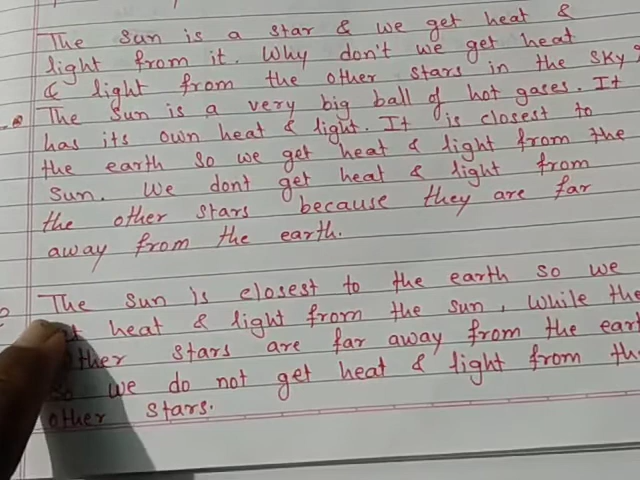 The sun is a star & we get heat &
light from it. Why don't we get heat
& light from the other stars in the sky?
The Sun is a very big ball of hot gases. It
has its own heat & light. It is closest to
the earth so we get heat & light from the
Sun. We dont get heat & light from
the other stars because they are far
away from the earth.
The sun is closest to the earth so we
heat & light from the sun, while the
other stars are far away from the eart
so we do not get heat & light from th
other stars.